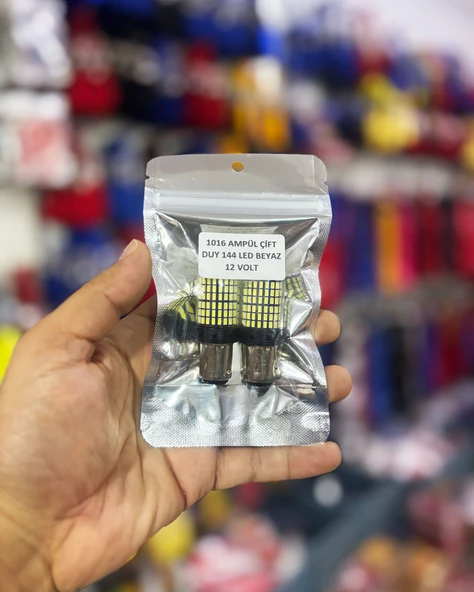 1016 AMPÜL ÇİFT
DUY 144 LED BEYAZ
12 VOLT